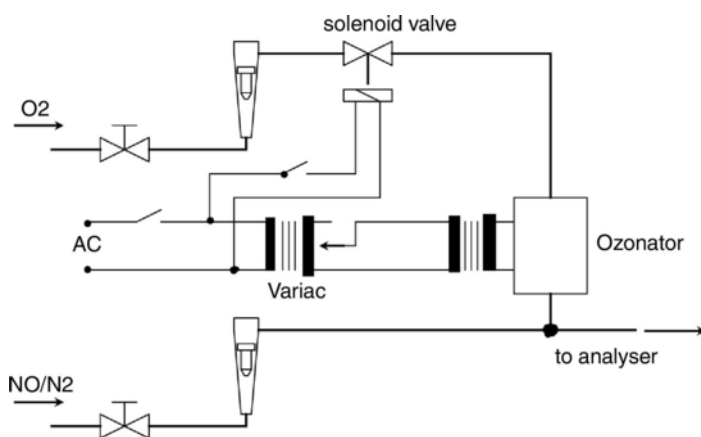 solenoid valve
O2
AC
Variac
Ozonator
to analyser
NO/N2